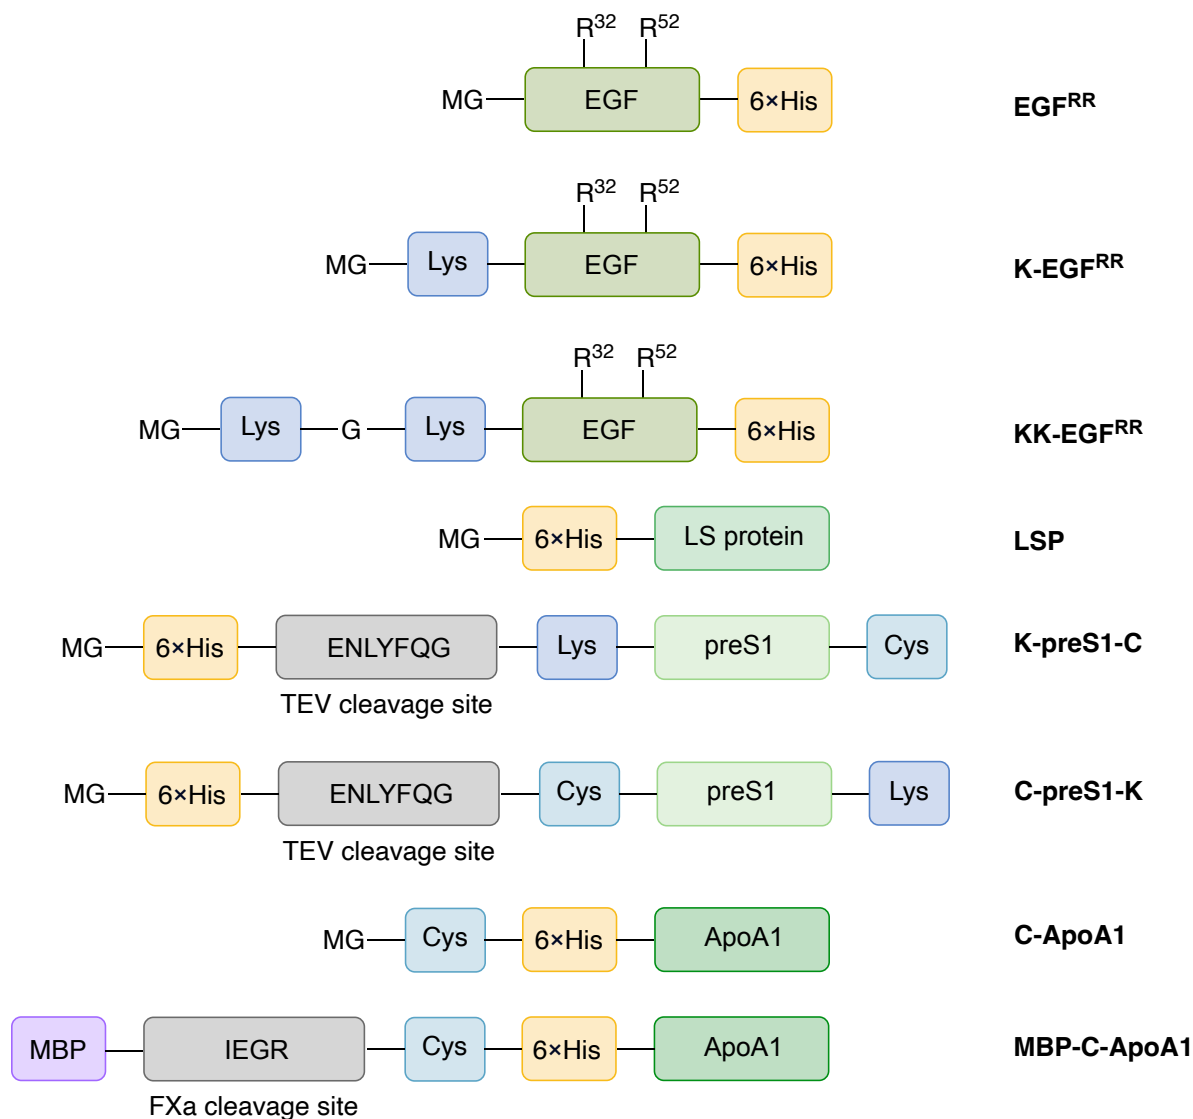 R³² R⁵²
MG EGF 6×His EGFᴿᴿ
R³² R⁵²
MG Lys EGF 6×His K-EGFᴿᴿ
R³² R⁵²
MG Lys G Lys EGF 6×His KK-EGFᴿᴿ
MG 6×His LS protein LSP
MG 6×His ENLYFQG Lys preS1 Cys K-preS1-C
TEV cleavage site
MG 6×His ENLYFQG Cys preS1 Lys C-preS1-K
TEV cleavage site
MG Cys 6×His ApoA1 C-ApoA1
MBP IEGR Cys 6×His ApoA1 MBP-C-ApoA1
FXa cleavage site